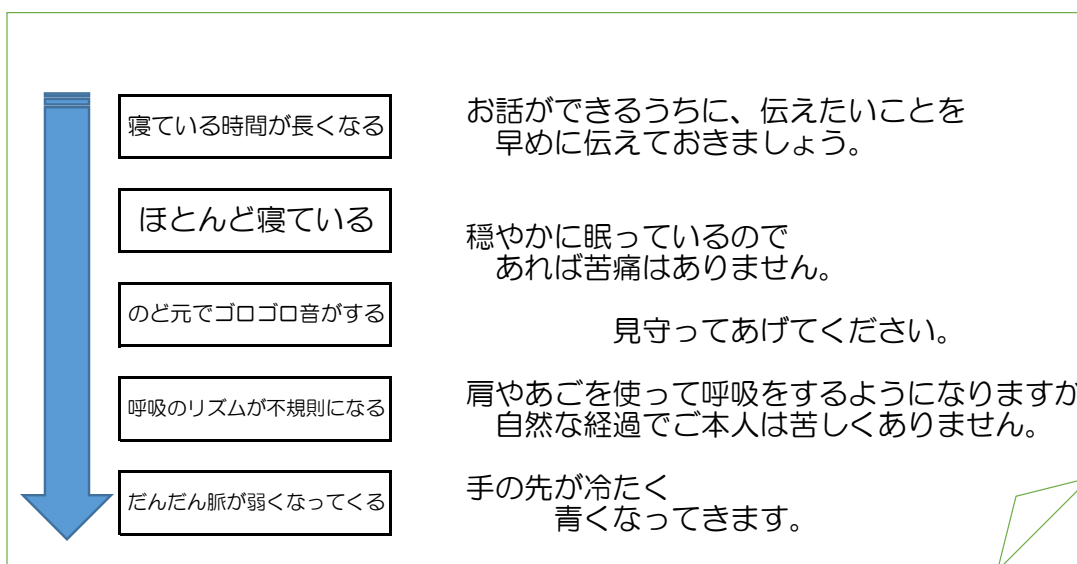 寝ている時間が長くなる
お話ができるうちに、伝えたいことを
早めに伝えておきましょう。
ほとんど寝ている
穏やかに眠っているので
あれば苦痛はありません。
のど元でゴロゴロ音がする
見守ってあげてください。
呼吸のリズムが不規則になる
肩やあごを使って呼吸をするようになりますが
自然な経過でご本人は苦しくありません。
だんだん脈が弱くなってくる
手の先が冷たく
青くなってきます。